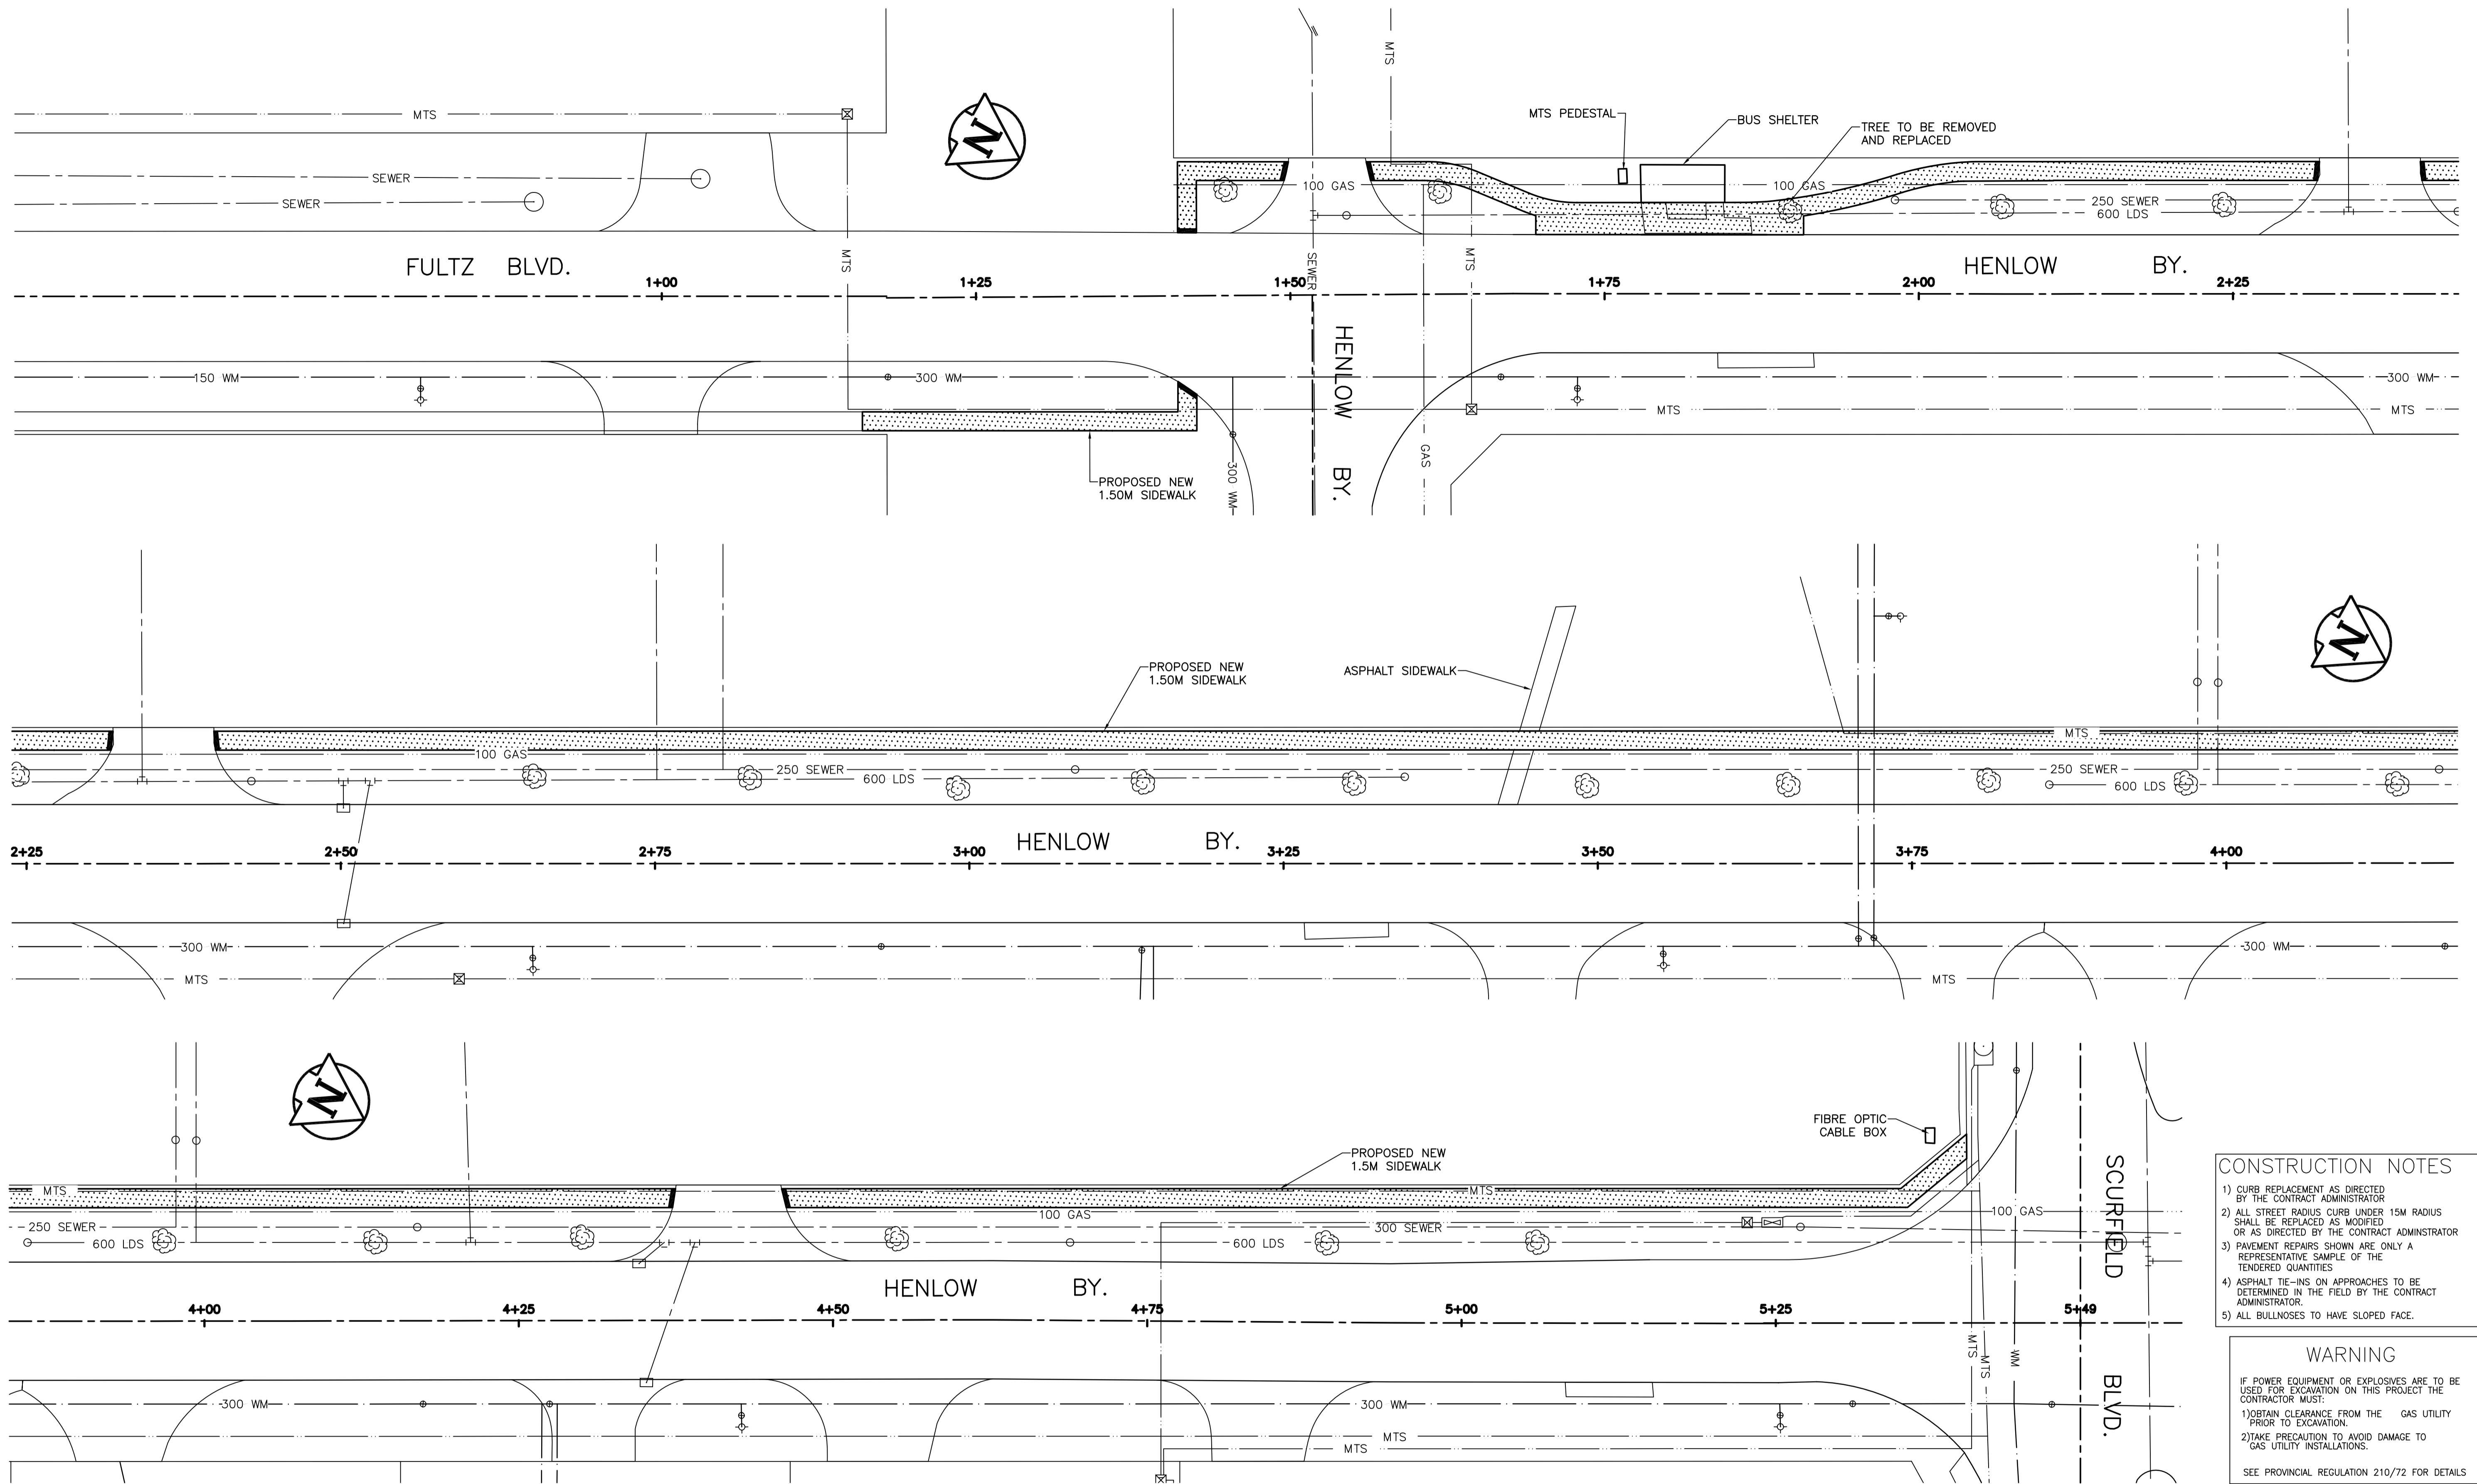 MTS
SEWER
SEWER
MTS
N
MTS PEDESTAL
BUS SHELTER
TREE TO BE REMOVED
AND REPLACED
100 GAS
100 GAS
250 SEWER
600 LDS
FULTZ BLVD.
MTS
SEWER
MTS
HENLOW BY.
1+00
1+25
1+50
1+75
2+00
2+25
HENLOW BY.
150 WM
300 WM
300 WM
MTS
MTS
GAS
300 WM
PROPOSED NEW
1.50M SIDEWALK
PROPOSED NEW
1.50M SIDEWALK
ASPHALT SIDEWALK
N
MTS
100 GAS
250 SEWER
600 LDS
250 SEWER
600 LDS
HENLOW BY.
2+25
2+50
2+75
3+00
3+25
3+50
3+75
4+00
300 WM
300 WM
MTS
MTS
N
FIBRE OPTIC
CABLE BOX
PROPOSED NEW
1.5M SIDEWALK
MTS
MTS
100 GAS
100 GAS
250 SEWER
300 SEWER
600 LDS
600 LDS
HENLOW BY.
4+00
4+25
4+50
4+75
5+00
5+25
5+49
MTS
MTS
WM
SCURFIELD BLVD.
300 WM
300 WM
MTS
MTS
CONSTRUCTION NOTES
1) CURB REPLACEMENT AS DIRECTED
BY THE CONTRACT ADMINISTRATOR
2) ALL STREET RADIUS CURB UNDER 15M RADIUS
SHALL BE REPLACED AS MODIFIED
OR AS DIRECTED BY THE CONTRACT ADMINSTRATOR
3) PAVEMENT REPAIRS SHOWN ARE ONLY A
REPRESENTATIVE SAMPLE OF THE
TENDERED QUANTITIES
4) ASPHALT TIE-INS ON APPROACHES TO BE
DETERMINED IN THE FIELD BY THE CONTRACT
ADMINISTRATOR.
5) ALL BULLNOSES TO HAVE SLOPED FACE.
WARNING
IF POWER EQUIPMENT OR EXPLOSIVES ARE TO BE
USED FOR EXCAVATION ON THIS PROJECT THE
CONTRACTOR MUST:
1)OBTAIN CLEARANCE FROM THE GAS UTILITY
PRIOR TO EXCAVATION.
2)TAKE PRECAUTION TO AVOID DAMAGE TO
GAS UTILITY INSTALLATIONS.
SEE PROVINCIAL REGULATION 210/72 FOR DETAILS